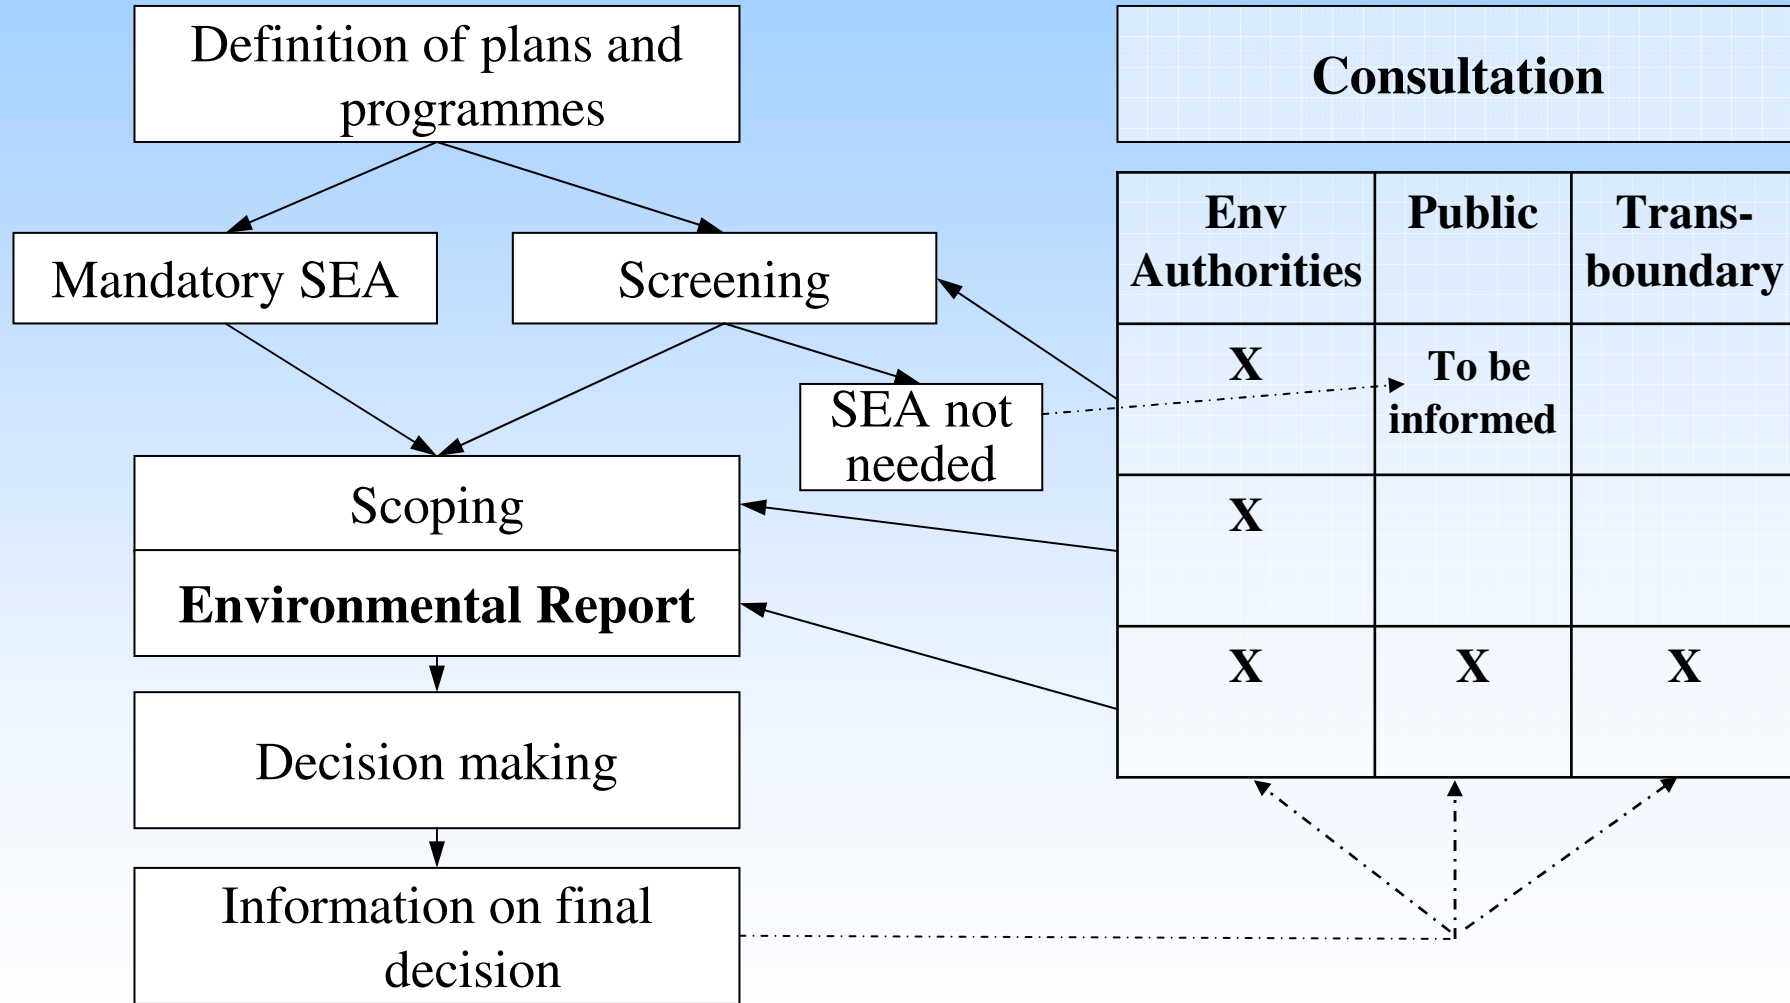 Definition of plans and
programmes
Mandatory SEA
Screening
SEA not
needed
Scoping
Environmental Report
Decision making
Information on final
decision
Consultation
Env
Authorities
Public
Trans-
boundary
X
To be
informed
X
X
X
X